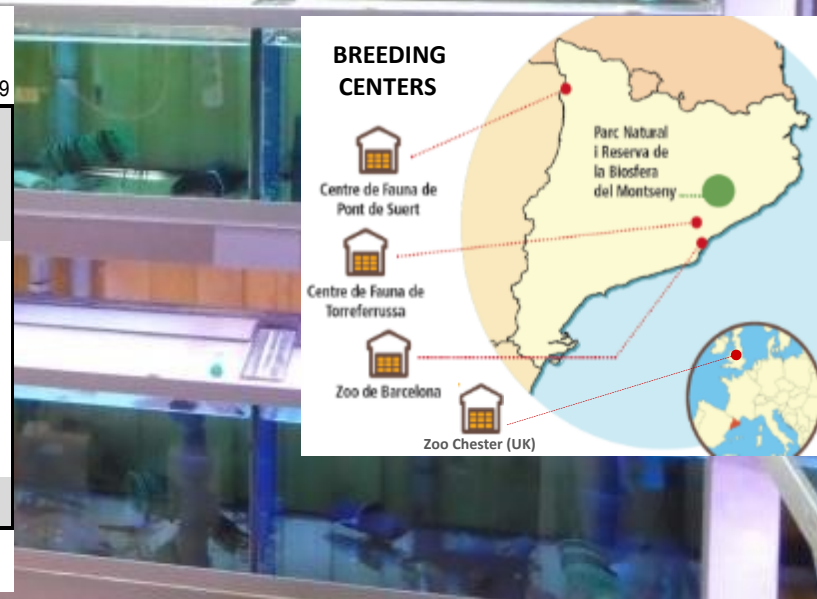 9
BREEDING
CENTERS
Parc Natural
i Reserva de
la Biosfera
del Montseny
Centre de Fauna de
Pont de Suert
Centre de Fauna de
Torreferrussa
Zoo de Barcelona
Zoo Chester (UK)